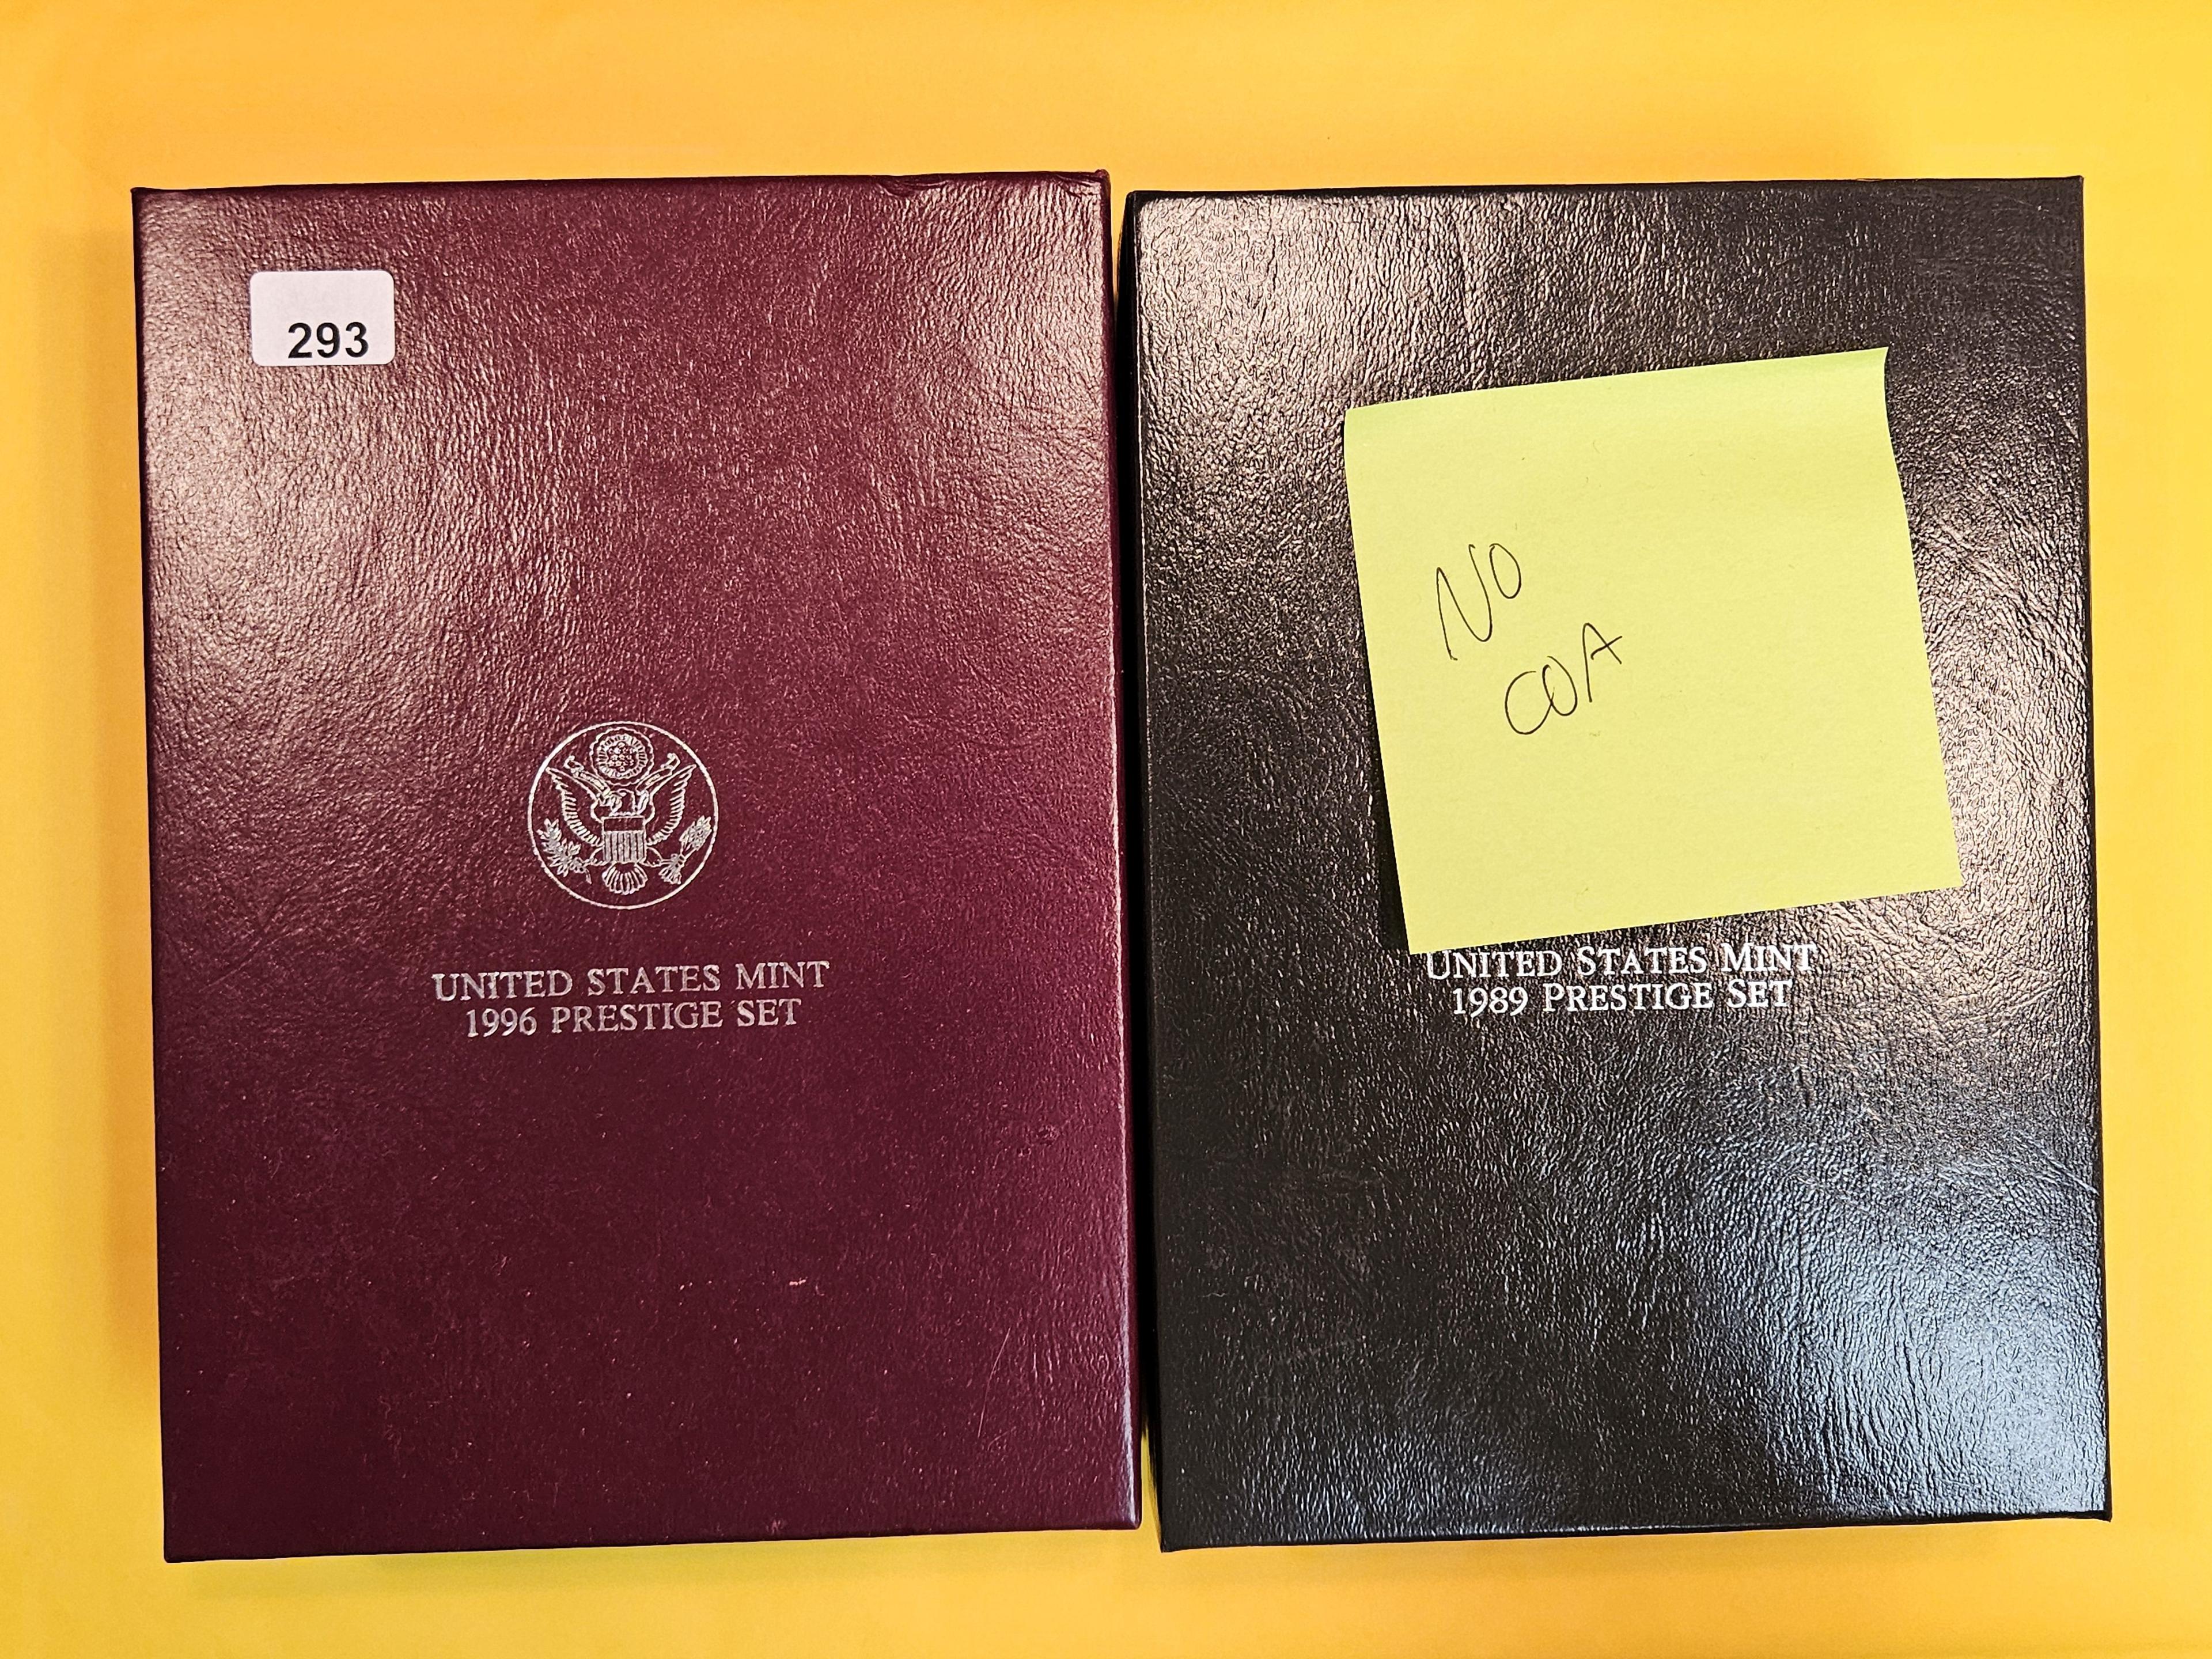 293
UNITED STATES MINT
1996 PRESTIGE SET
NO
COA
UNITED STATES MINT
1989 PRESTIGE SET